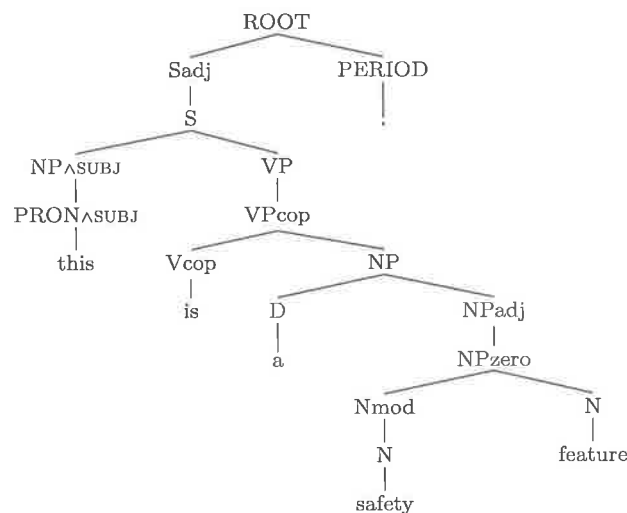 ROOT
Sadj PERIOD
S .
NP∧SUBJ VP
PRON∧SUBJ VPcop
this Vcop NP
is D NPadj
a NPzero
Nmod N
N feature
safety